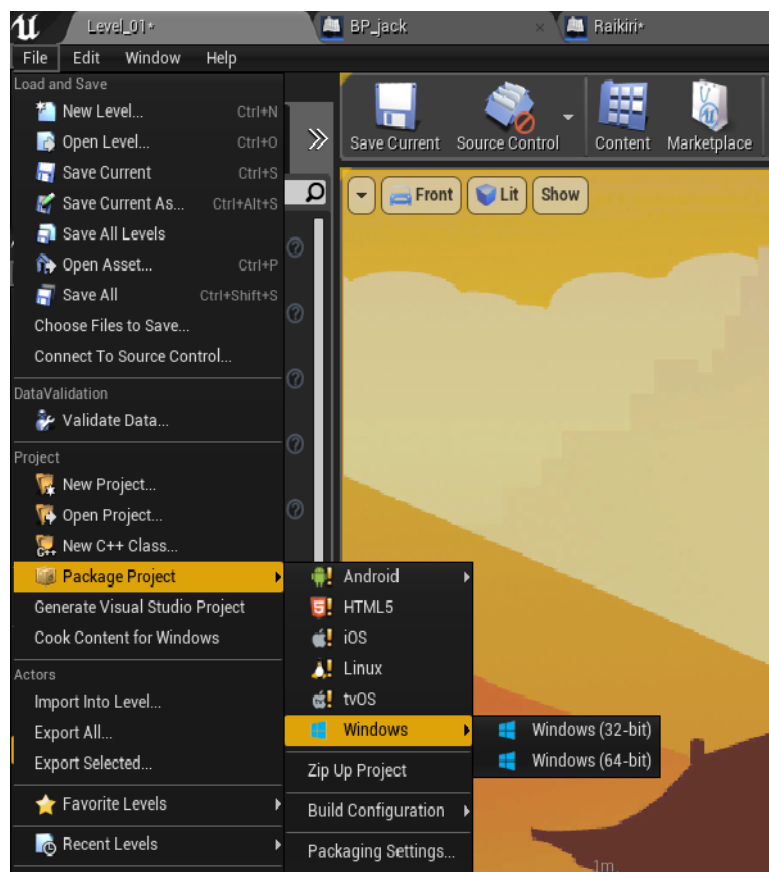 Level_01*
BP_jack
Raikiri*
File Edit Window Help
Load and Save
New Level... Ctrl+N
Open Level... Ctrl+O
Save Current Ctrl+S
Save Current As... Ctrl+Alt+S
Save All Levels
Open Asset... Ctrl+P
Save All Ctrl+Shift+S
Choose Files to Save...
Connect To Source Control...
DataValidation
Validate Data...
Project
New Project...
Open Project...
C++ New C++ Class...
Package Project
Generate Visual Studio Project
Cook Content for Windows
Actors
Import Into Level...
Export All...
Export Selected...
Favorite Levels
Recent Levels
Save Current Source Control Content Marketplace
Front Lit Show
Android
HTML5
iOS
Linux
tvOS
Windows
Zip Up Project
Build Configuration
Packaging Settings...
Windows (32-bit)
Windows (64-bit)
1m